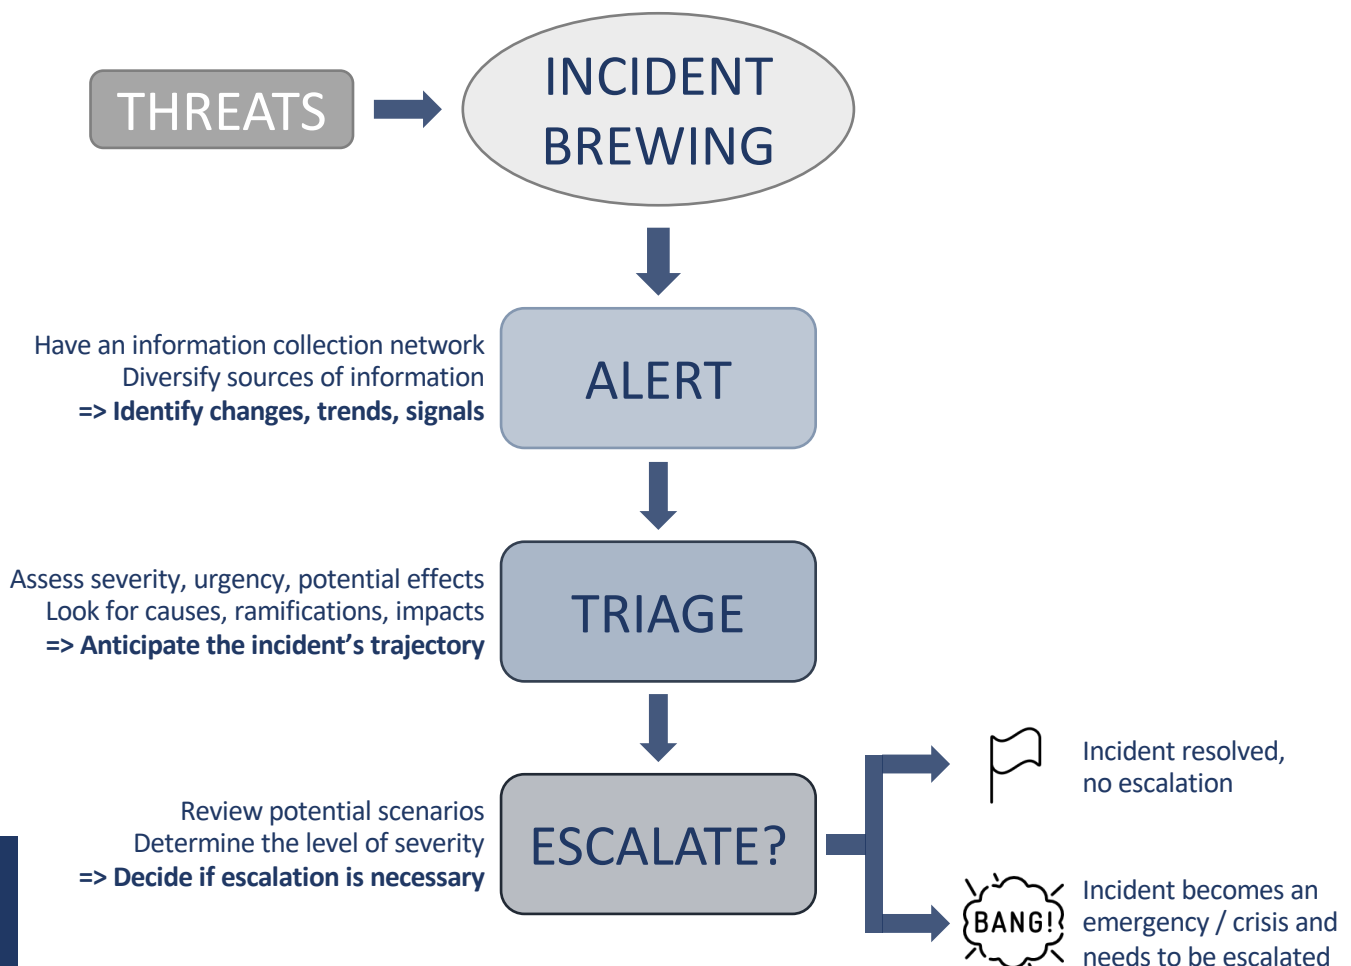 THREATS
INCIDENT
BREWING
Have an information collection network
Diversify sources of information
=> Identify changes, trends, signals
ALERT
Assess severity, urgency, potential effects
Look for causes, ramifications, impacts
=> Anticipate the incident’s trajectory
TRIAGE
Review potential scenarios
Determine the level of severity
=> Decide if escalation is necessary
ESCALATE?
Incident resolved,
no escalation
BANG!
Incident becomes an
emergency / crisis and
needs to be escalated